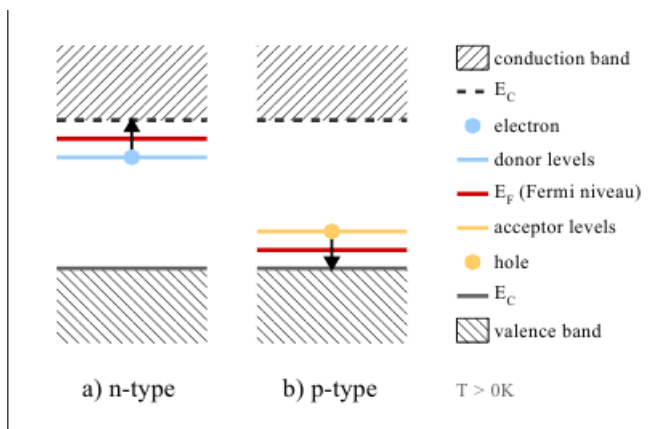 conduction band
E_C
electron
donor levels
E_F (Fermi niveau)
acceptor levels
hole
E_C
valence band
a) n-type
b) p-type
T > 0K